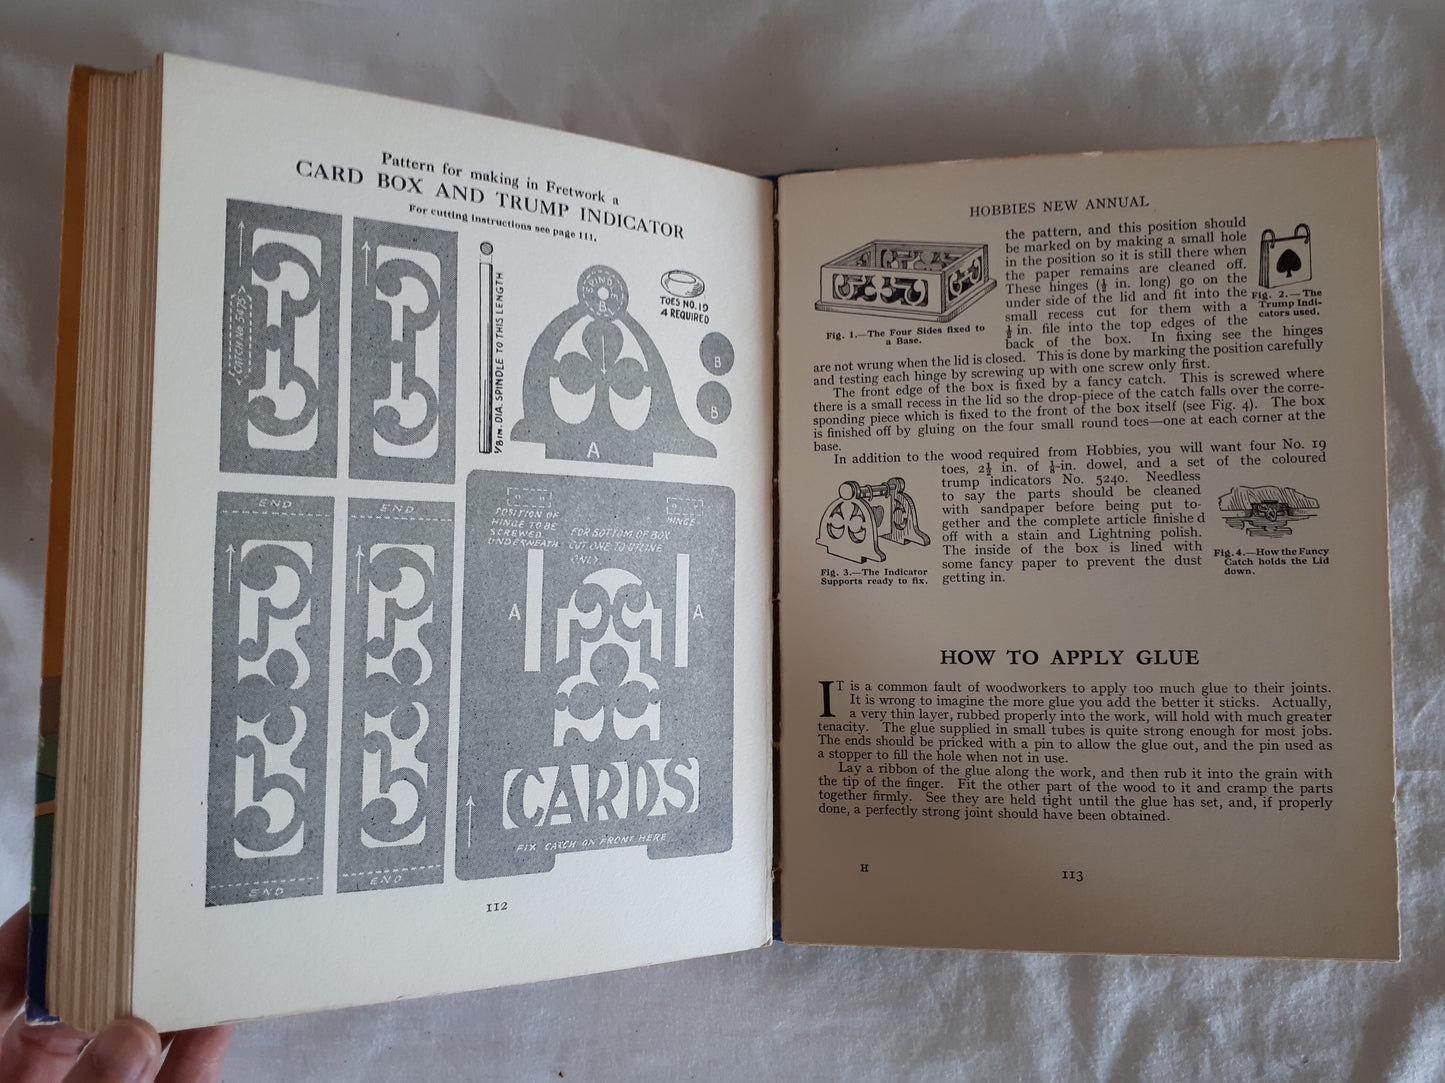 Pattern for making in Fretwork a
CARD BOX AND TRUMP INDICATOR
For cutting instructions see page 111.
<CATCH No. 5475>
1/8 IN. DIA. SPINDLE TO THIS LENGTH
SPINDLE
B
A
TOES NO. 19
4 REQUIRED
B
B
END
END
END
END
POSITION OF
HINGE TO BE
SCREWED
UNDERNEATH
HINGE
FOR BOTTOM OF BOX
CUT ONE TO OUTLINE
ONLY.
A
A
CARDS
FIX CATCH ON FRONT HERE
112
HOBBIES NEW ANNUAL
the pattern, and this position should
be marked on by making a small hole
in the position so it is still there when
the paper remains are cleaned off.
These hinges (½ in. long) go on the
under side of the lid and fit into the
small recess cut for them with a
⅛ in. file into the top edges of the
back of the box. In fixing see the hinges
are not wrung when the lid is closed. This is done by marking the position carefully
and testing each hinge by screwing up with one screw only first.
Fig. 1.—The Four Sides fixed to
a Base.
Fig. 2.—The
Trump Indi-
cators used.
The front edge of the box is fixed by a fancy catch. This is screwed where
there is a small recess in the lid so the drop-piece of the catch falls over the corre-
sponding piece which is fixed to the front of the box itself (see Fig. 4). The box
is finished off by gluing on the four small round toes—one at each corner at the
base.
In addition to the wood required from Hobbies, you will want four No. 19
toes, 2½ in. of ⅛-in. dowel, and a set of the coloured
trump indicators No. 5240. Needless
to say the parts should be cleaned
with sandpaper before being put to-
gether and the complete article finished
off with a stain and Lightning polish.
The inside of the box is lined with
some fancy paper to prevent the dust
getting in.
Fig. 3.—The Indicator
Supports ready to fix.
Fig. 4.—How the Fancy
Catch holds the Lid
down.
HOW TO APPLY GLUE
IT is a common fault of woodworkers to apply too much glue to their joints.
It is wrong to imagine the more glue you add the better it sticks. Actually,
a very thin layer, rubbed properly into the work, will hold with much greater
tenacity. The glue supplied in small tubes is quite strong enough for most jobs.
The ends should be pricked with a pin to allow the glue out, and the pin used as
a stopper to fill the hole when not in use.
Lay a ribbon of the glue along the work, and then rub it into the grain with
the tip of the finger. Fit the other part of the wood to it and cramp the parts
together firmly. See they are held tight until the glue has set, and, if properly
done, a perfectly strong joint should have been obtained.
H
113